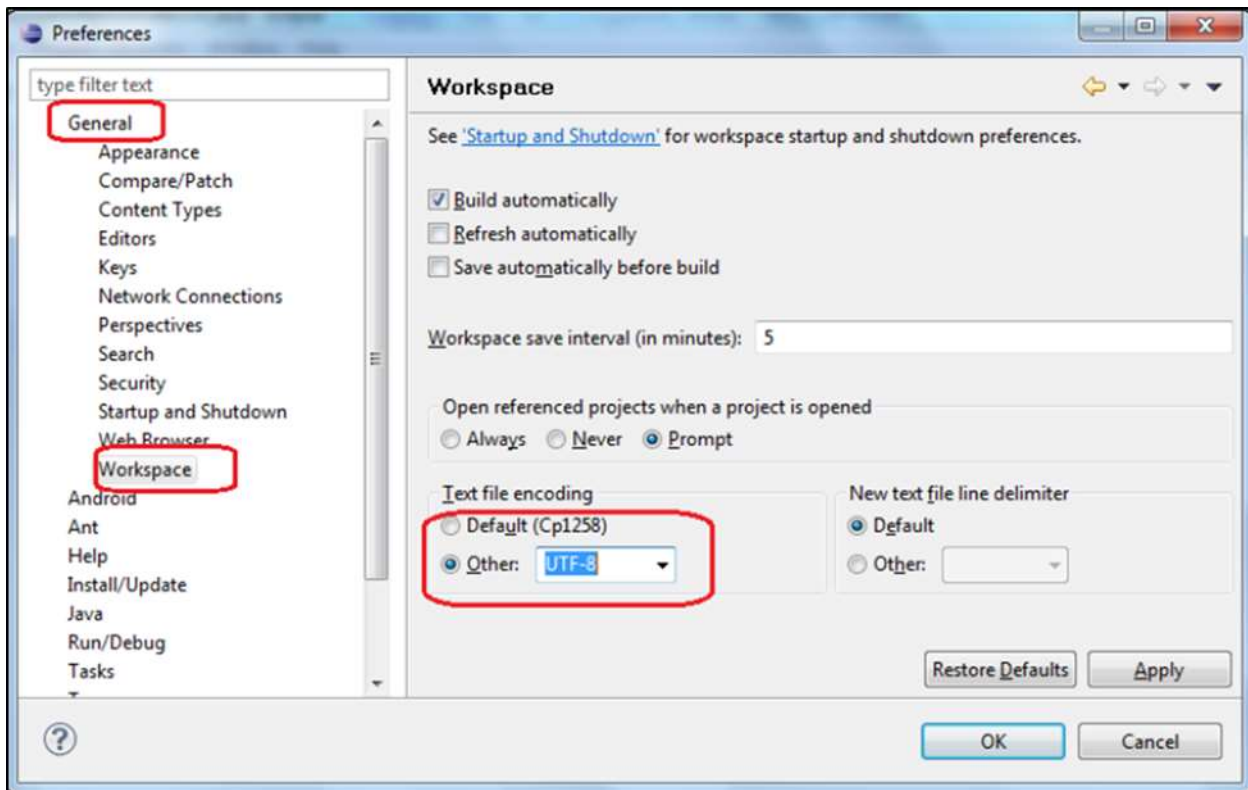 Preferences
type filter text
General
Appearance
Compare/Patch
Content Types
Editors
Keys
Network Connections
Perspectives
Search
Security
Startup and Shutdown
Web Browser
Workspace
Android
Ant
Help
Install/Update
Java
Run/Debug
Tasks
Workspace
See 'Startup and Shutdown' for workspace startup and shutdown preferences.
Build automatically
Refresh automatically
Save automatically before build
Workspace save interval (in minutes): 5
Open referenced projects when a project is opened
Always Never Prompt
Text file encoding
Default (Cp1258)
Other: UTF-8
New text file line delimiter
Default
Other:
Restore Defaults Apply
OK Cancel